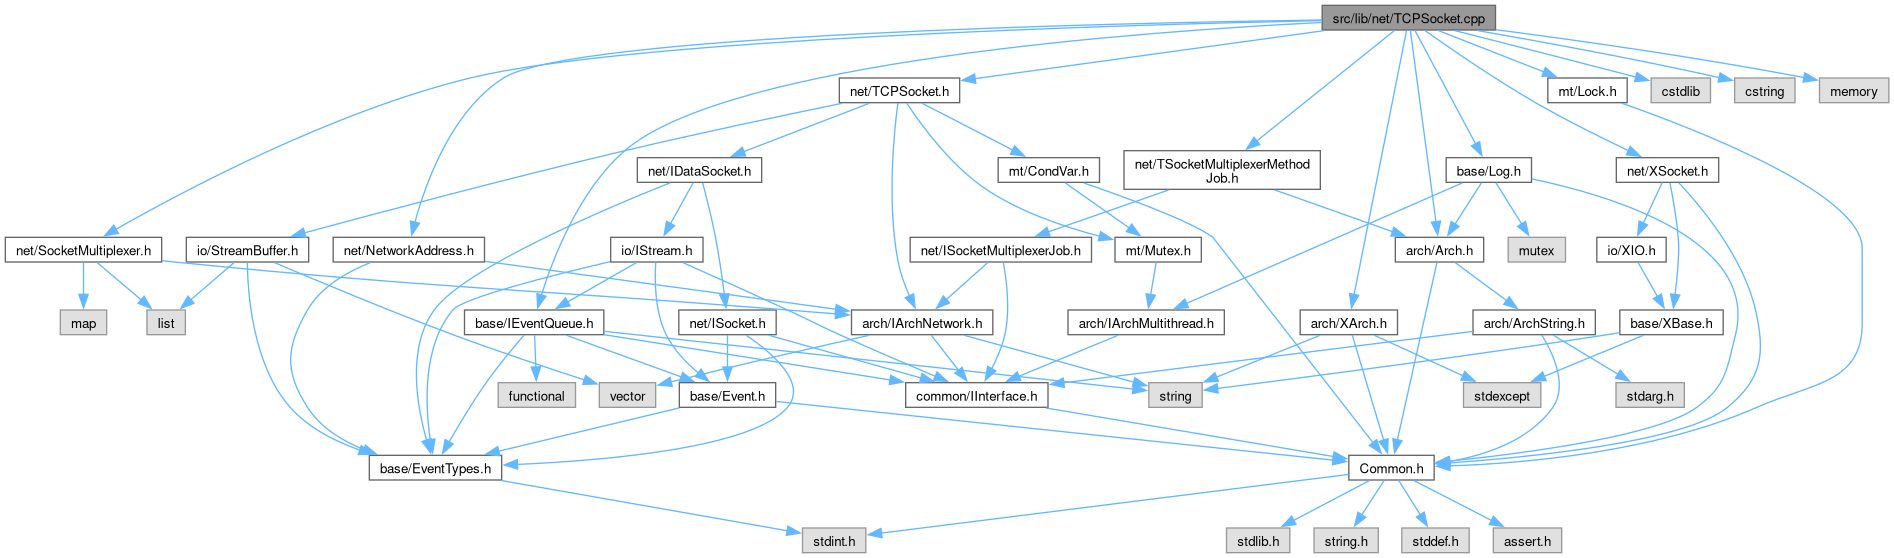 src/lib/net/TCPSocket.cpp
net/TCPSocket.h
mt/Lock.h
cstdlib
cstring
memory
net/IDataSocket.h
mt/CondVar.h
net/TSocketMultiplexerMethod
Job.h
base/Log.h
net/XSocket.h
net/SocketMultiplexer.h
io/StreamBuffer.h
net/NetworkAddress.h
io/IStream.h
net/ISocketMultiplexerJob.h
mt/Mutex.h
arch/Arch.h
mutex
io/XIO.h
map
list
base/IEventQueue.h
net/ISocket.h
arch/IArchNetwork.h
arch/IArchMultithread.h
arch/XArch.h
arch/ArchString.h
base/XBase.h
functional
vector
base/Event.h
common/IInterface.h
string
stdexcept
stdarg.h
base/EventTypes.h
Common.h
stdint.h
stdlib.h
string.h
stddef.h
assert.h